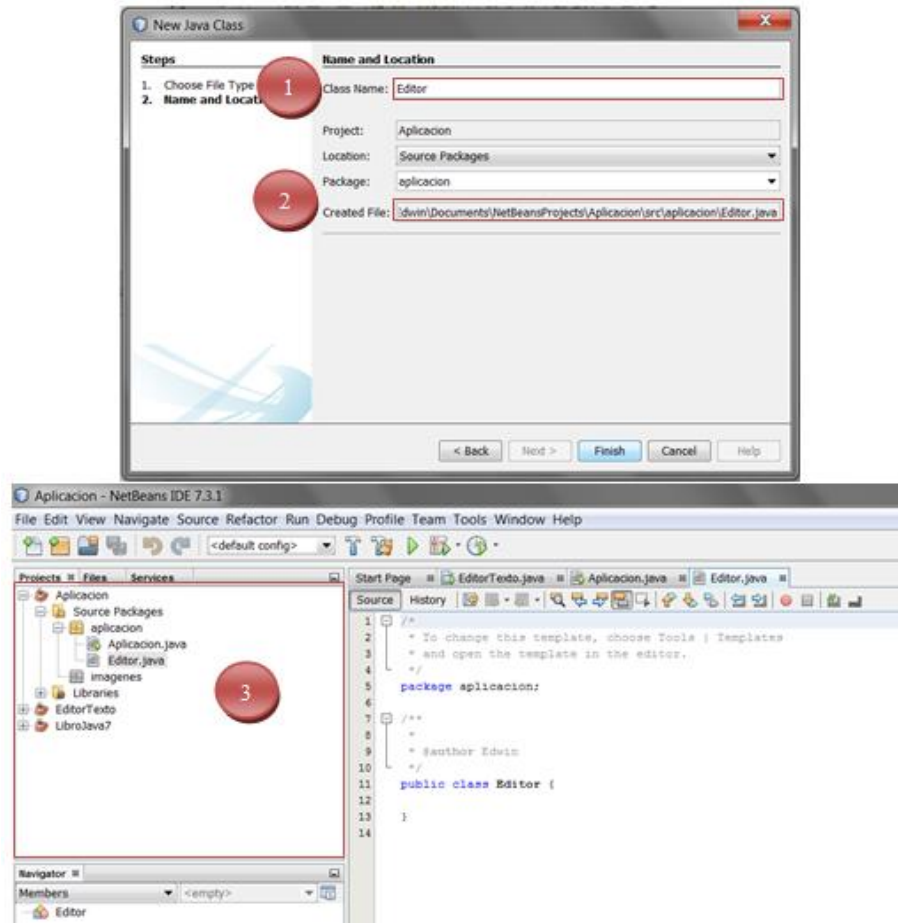 New Java Class
Steps
1. Choose File Type
2. Name and Locati
1
Name and Location
Class Name: Editor
Project: Aplicacion
Location: Source Packages
Package: aplicacion
2
Created File: dwin\Documents\NetBeansProjects\Aplicacion\src\aplicacion\Editor.java
< Back Next > Finish Cancel Help
Aplicacion - NetBeans IDE 7.3.1
File Edit View Navigate Source Refactor Run Debug Profile Team Tools Window Help
<default config>
Projects Files Services
Aplicacion
Source Packages
aplicacion
Aplicacion.java
Editor.java
imagenes
Libraries
EditorTexto
LibroJava7
3
Navigator
Members <empty>
Editor
Start Page EditorTexto.java Aplicacion.java Editor.java
Source History
1 /*
2 * To change this template, choose Tools | Templates
3 * and open the template in the editor.
4 */
5 package aplicacion;
6
7 /**
8 *
9 * @author Edwin
10 */
11 public class Editor {
12
13 }
14